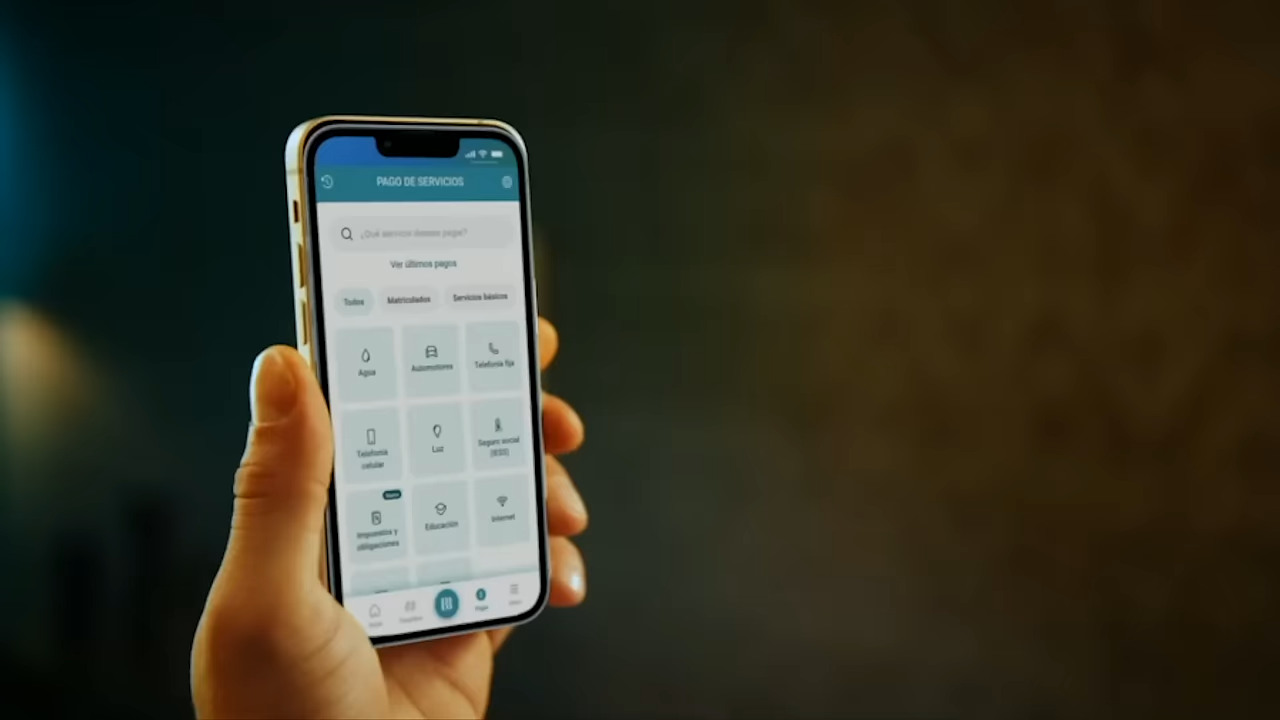 PAGO DE SERVICIOS
¿Qué servicio deseas pagar?
Ver últimos pagos
Todos Matriculados Servicios básicos
Agua Automotores Telefonía fija
Telefonía celular Luz Seguro social (IESS)
Nuevo
Impuestos y obligaciones Educación Internet
Pagar